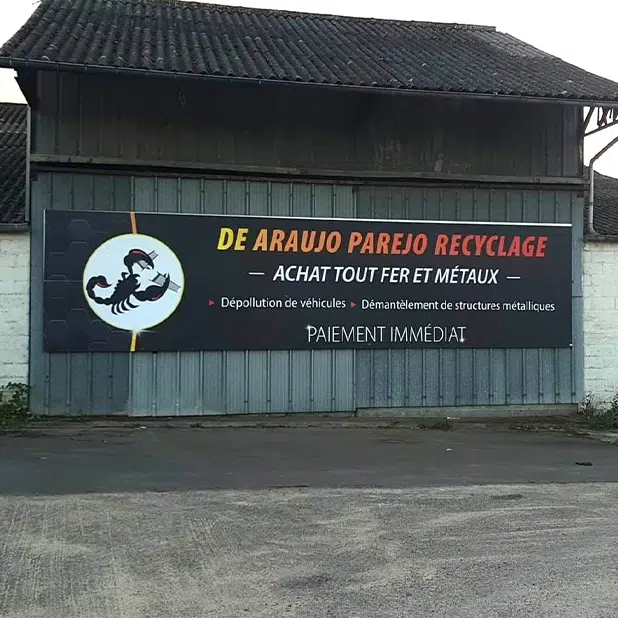 DE ARAUJO PAREJO RECYCLAGE
— ACHAT TOUT FER ET MÉTAUX —
▸ Dépollution de véhicules ▸ Démantèlement de structures métalliques
PAIEMENT IMMÉDIAT